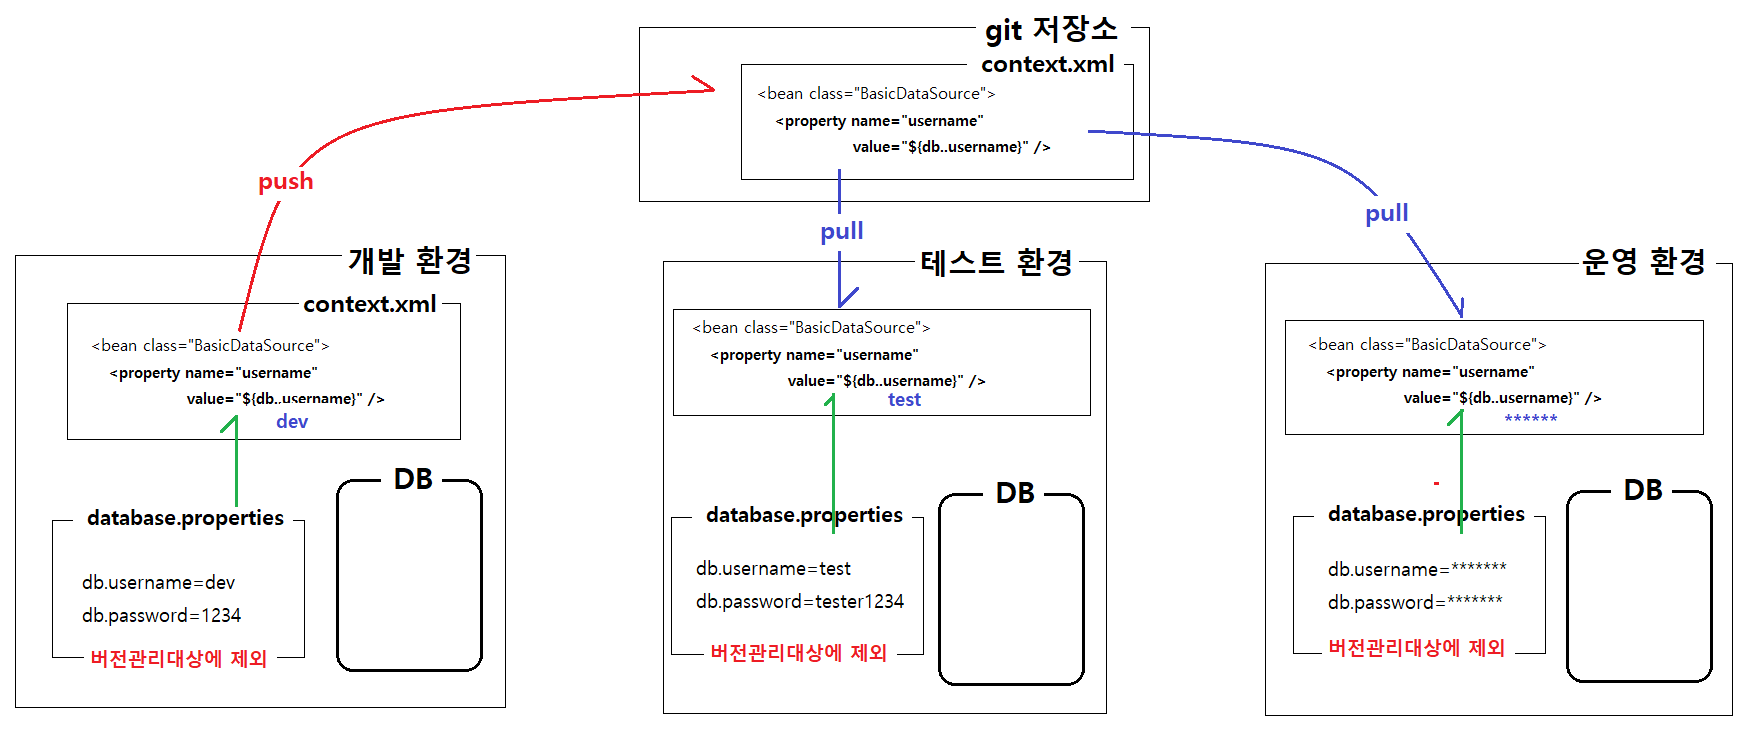 git 저장소
context.xml
<bean class="BasicDataSource">
<property name="username"
value="${db..username}" />
push
pull
pull
개발 환경
context.xml
<bean class="BasicDataSource">
<property name="username"
value="${db..username}" />
dev
DB
database.properties
db.username=dev
db.password=1234
버전관리대상에 제외
테스트 환경
<bean class="BasicDataSource">
<property name="username"
value="${db..username}" />
test
DB
database.properties
db.username=test
db.password=tester1234
버전관리대상에 제외
운영 환경
<bean class="BasicDataSource">
<property name="username"
value="${db..username}" />
******
DB
database.properties
db.username=*******
db.password=*******
버전관리대상에 제외